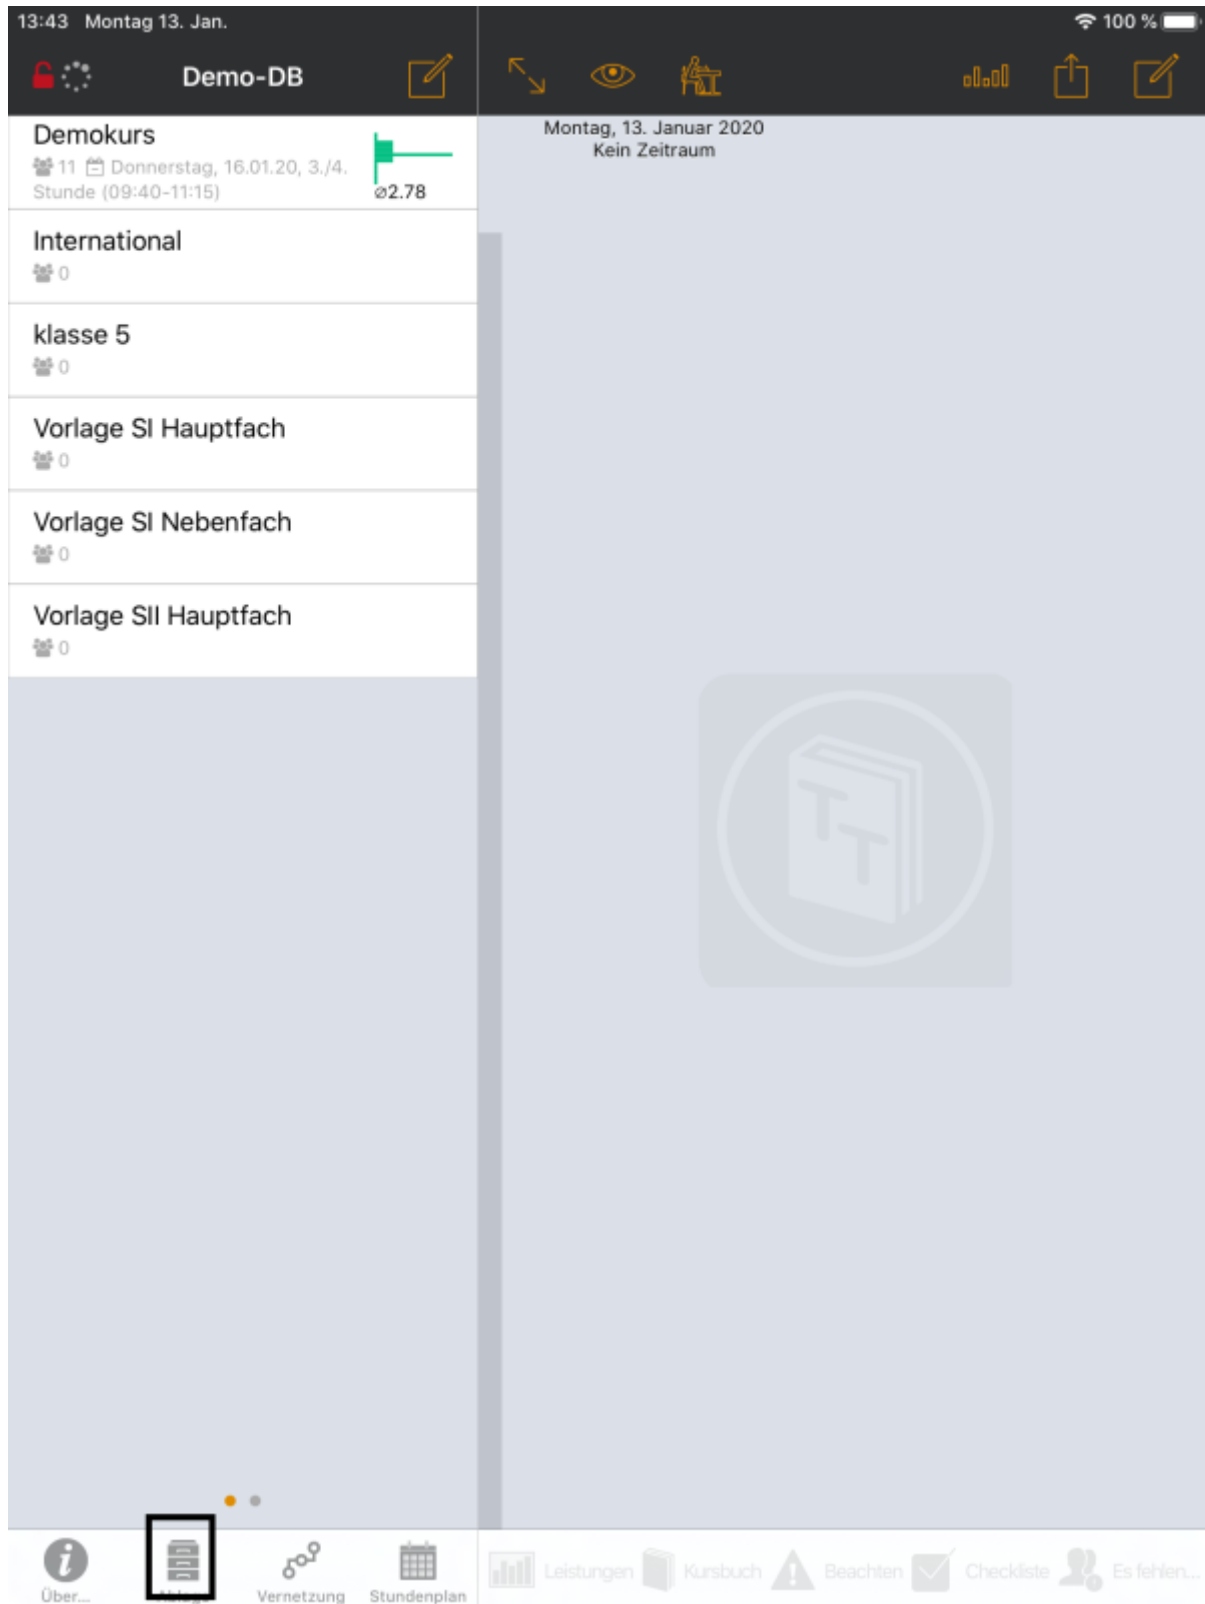 13:43 Montag 13. Jan.
100 %
Demo-DB
Demokurs
11 Donnerstag, 16.01.20, 3./4.
Stunde (09:40-11:15)
⌀2.78
International
0
klasse 5
0
Vorlage SI Hauptfach
0
Vorlage SI Nebenfach
0
Vorlage SII Hauptfach
0
Montag, 13. Januar 2020
Kein Zeitraum
TT
Über...
Ablage
Vernetzung
Stundenplan
Leistungen
Kursbuch
Beachten
Checkliste
Es fehlen...